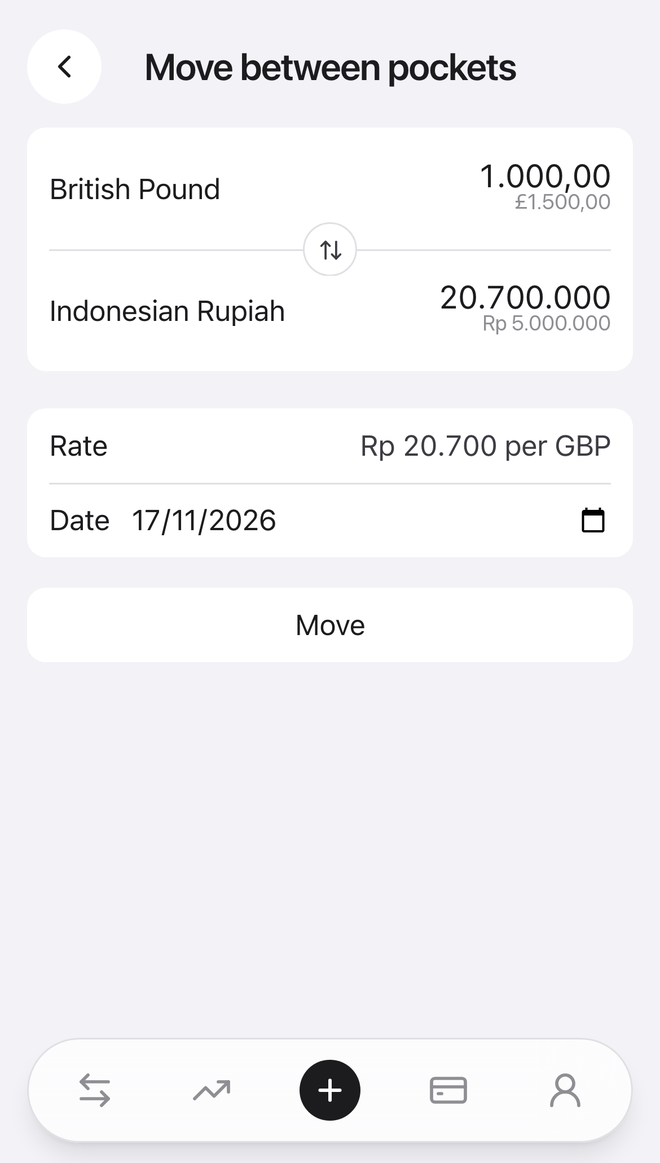 Move between pockets
British Pound
1.000,00
£1.500,00
Indonesian Rupiah
20.700.000
Rp 5.000.000
Rate
Rp 20.700 per GBP
Date 17/11/2026
Move